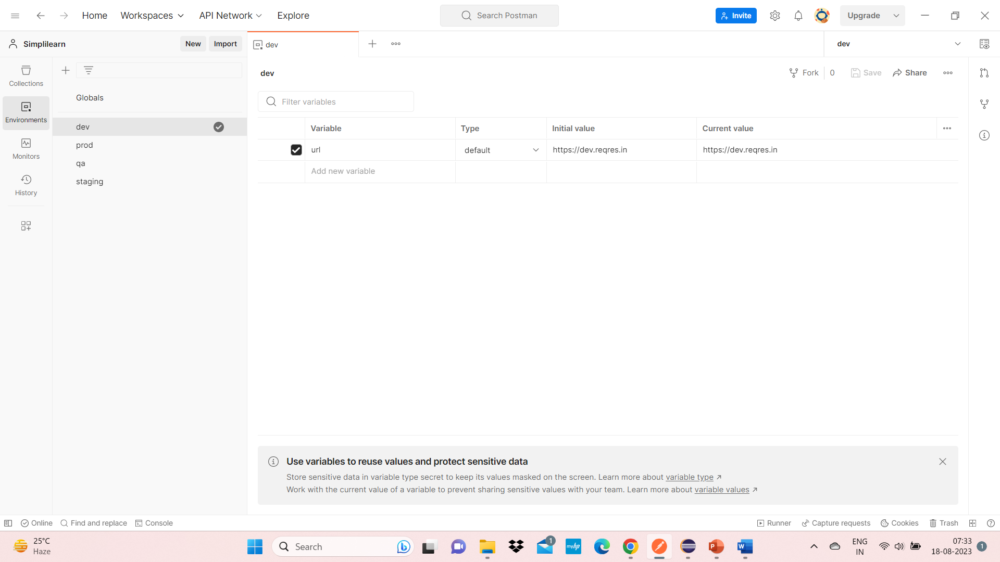 Home Workspaces API Network Explore Search Postman Invite Upgrade
Simplilearn New Import dev dev
Collections
Environments
Monitors
History
Globals
dev
prod
qa
staging
dev Fork 0 Save Share
Filter variables
Variable Type Initial value Current value
url default https://dev.reqres.in https://dev.reqres.in
Add new variable
Use variables to reuse values and protect sensitive data
Store sensitive data in variable type secret to keep its values masked on the screen. Learn more about variable type
Work with the current value of a variable to prevent sharing sensitive values with your team. Learn more about variable values
Online Find and replace Console Runner Capture requests Cookies Trash
25°C
Haze
Search
1
myhp
P
W
ENG
IN
07:33
18-08-2023
1